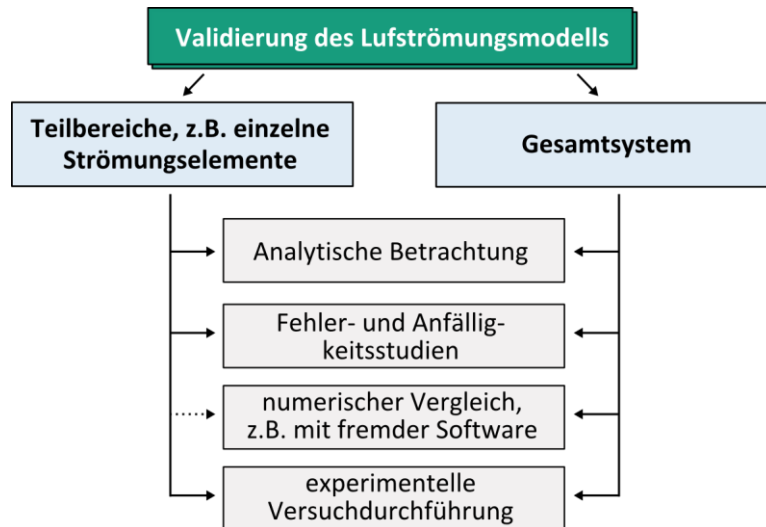 Validierung des Lufströmungsmodells
Teilbereiche, z.B. einzelne
Strömungselemente
Gesamtsystem
Analytische Betrachtung
Fehler- und Anfällig-
keitsstudien
numerischer Vergleich,
z.B. mit fremder Software
experimentelle
Versuchdurchführung